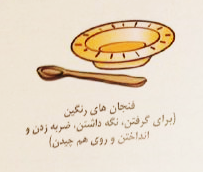 فنجان های رنگین
(برای گرفتن، نگه داشتن، ضربه زدن و
انداختن و روی هم چیدن)